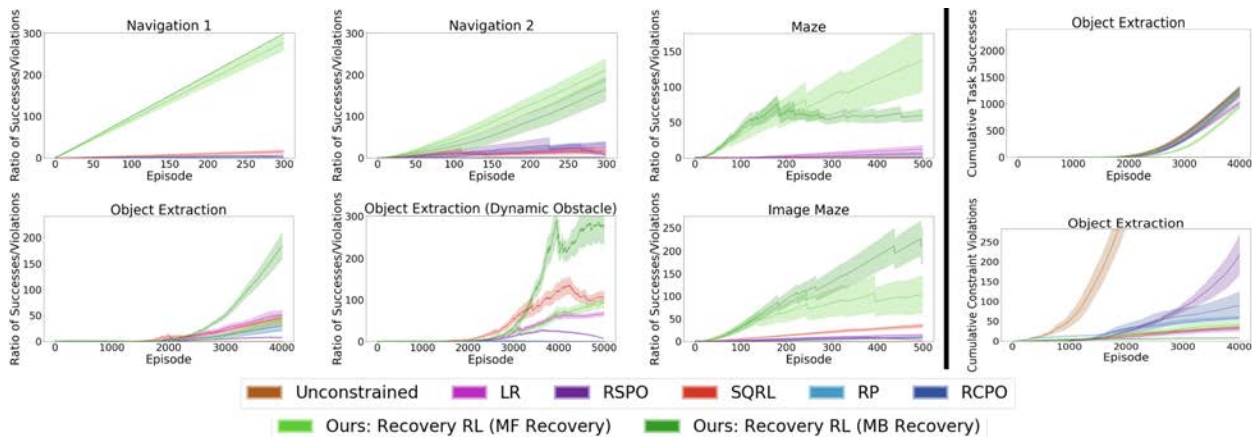 Navigation 1
Ratio of Successes/Violations
300
200
100
0
0 50 100 150 200 250 300
Episode
Navigation 2
Ratio of Successes/Violations
300
200
100
0
0 50 100 150 200 250 300
Episode
Maze
Ratio of Successes/Violations
175
150
125
100
75
50
25
0
0 100 200 300 400 500
Episode
Object Extraction
Cumulative Task Successes
2000
1500
1000
500
0
0 1000 2000 3000 4000
Episode
Object Extraction
Ratio of Successes/Violations
200
150
100
50
0
0 1000 2000 3000 4000
Episode
Object Extraction (Dynamic Obstacle)
Ratio of Successes/Violations
300
200
100
0
0 1000 2000 3000 4000 5000
Episode
Image Maze
Ratio of Successes/Violations
250
200
150
100
50
0
0 100 200 300 400 500
Episode
Object Extraction
Cumulative Constraint Violations
250
200
150
100
50
0
0 1000 2000 3000 4000
Episode
Unconstrained LR RSPO SQRL RP RCPO
Ours: Recovery RL (MF Recovery) Ours: Recovery RL (MB Recovery)